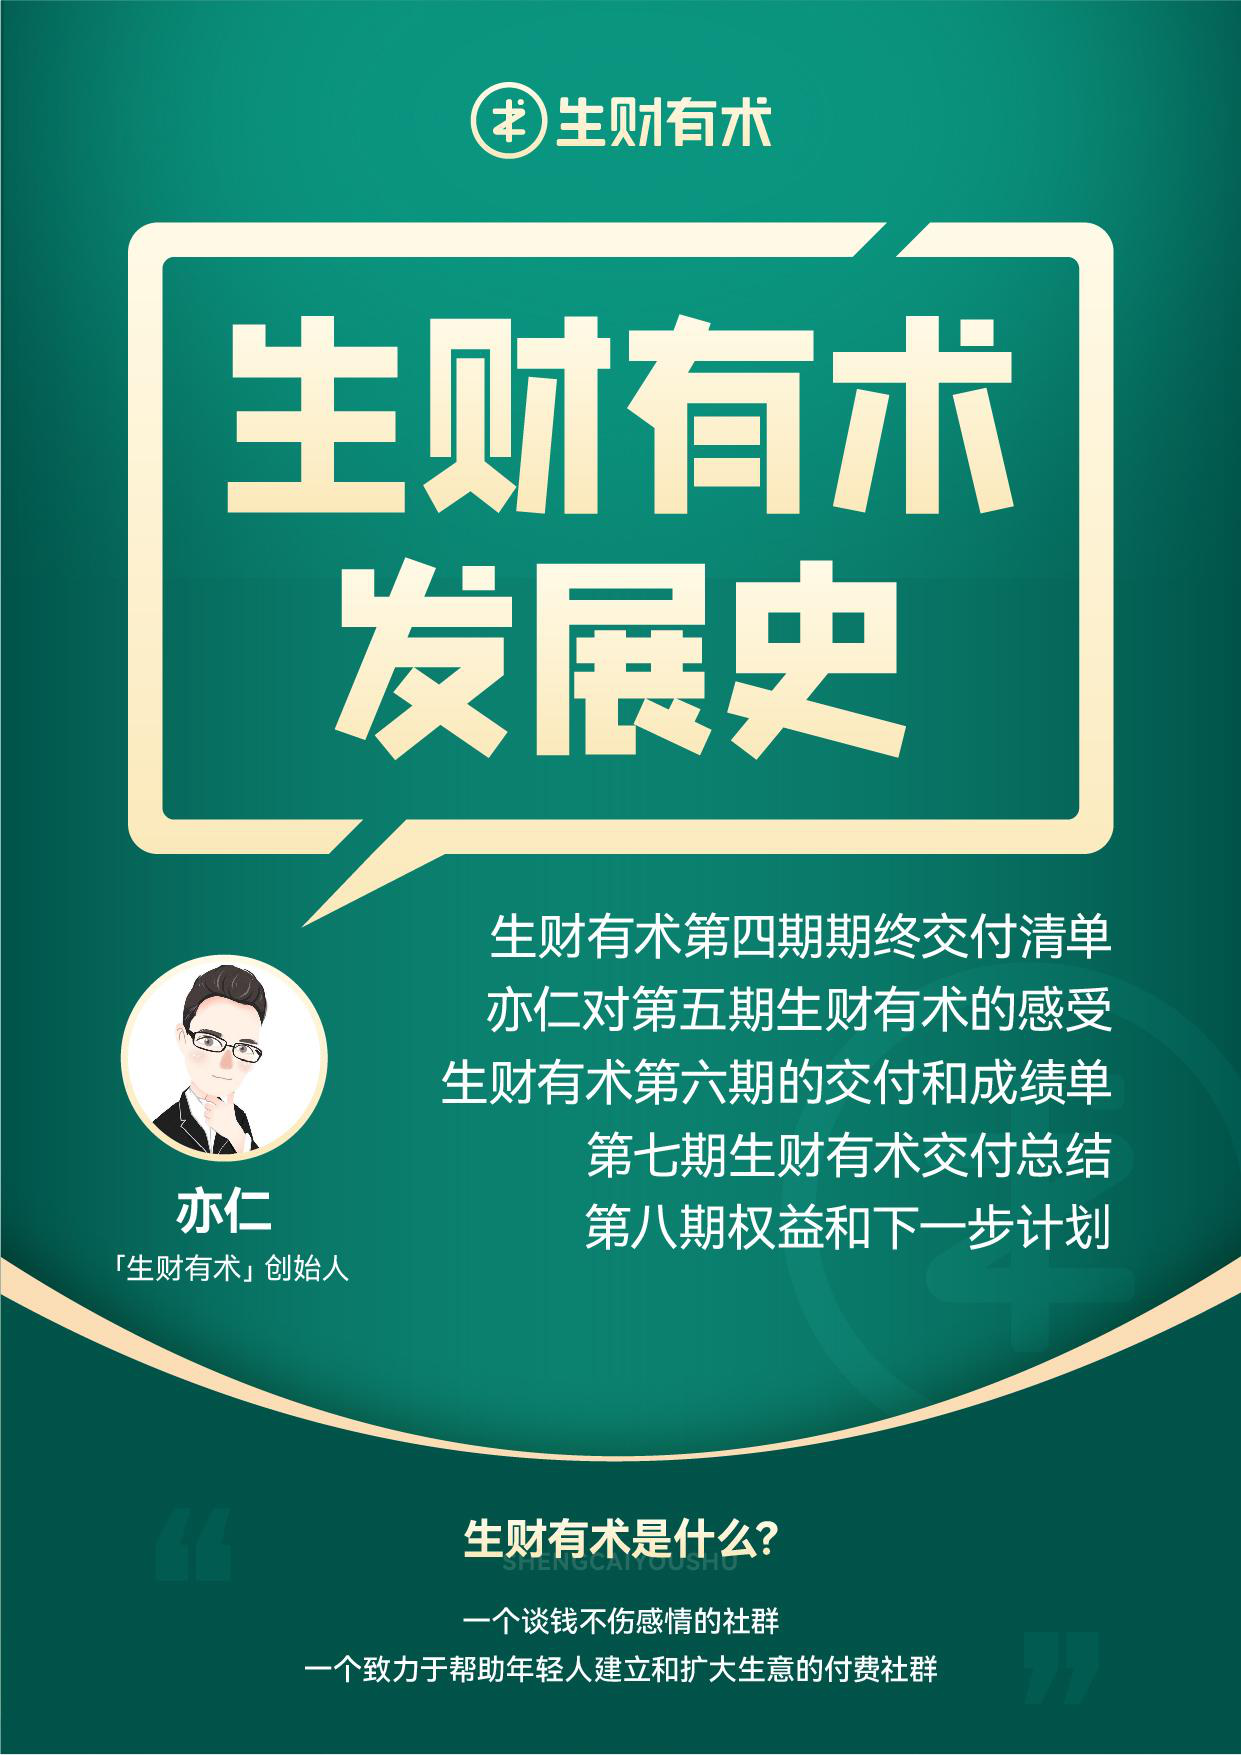 生财有术
生财有术
发展史
生财有术第四期期终交付清单
亦仁对第五期生财有术的感受
生财有术第六期的交付和成绩单
第七期生财有术交付总结
第八期权益和下一步计划
亦仁
「生财有术」创始人
生财有术是什么?
SHENGCAIYOUSHU
一个谈钱不伤感情的社群
一个致力于帮助年轻人建立和扩大生意的付费社群